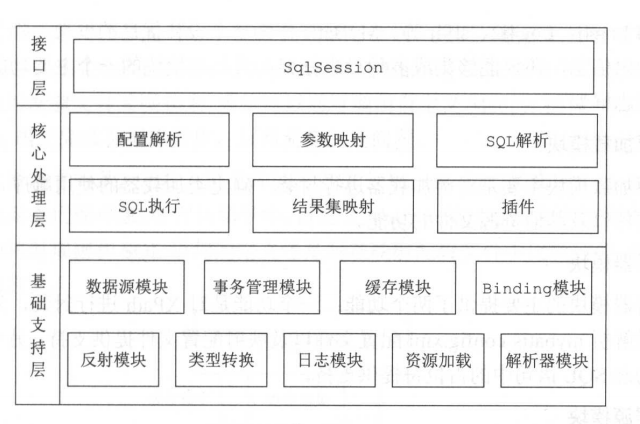 接口层
SqlSession
核心处理层
配置解析
参数映射
SQL解析
SQL执行
结果集映射
插件
基础支持层
数据源模块
事务管理模块
缓存模块
Binding模块
反射模块
类型转换
日志模块
资源加载
解析器模块